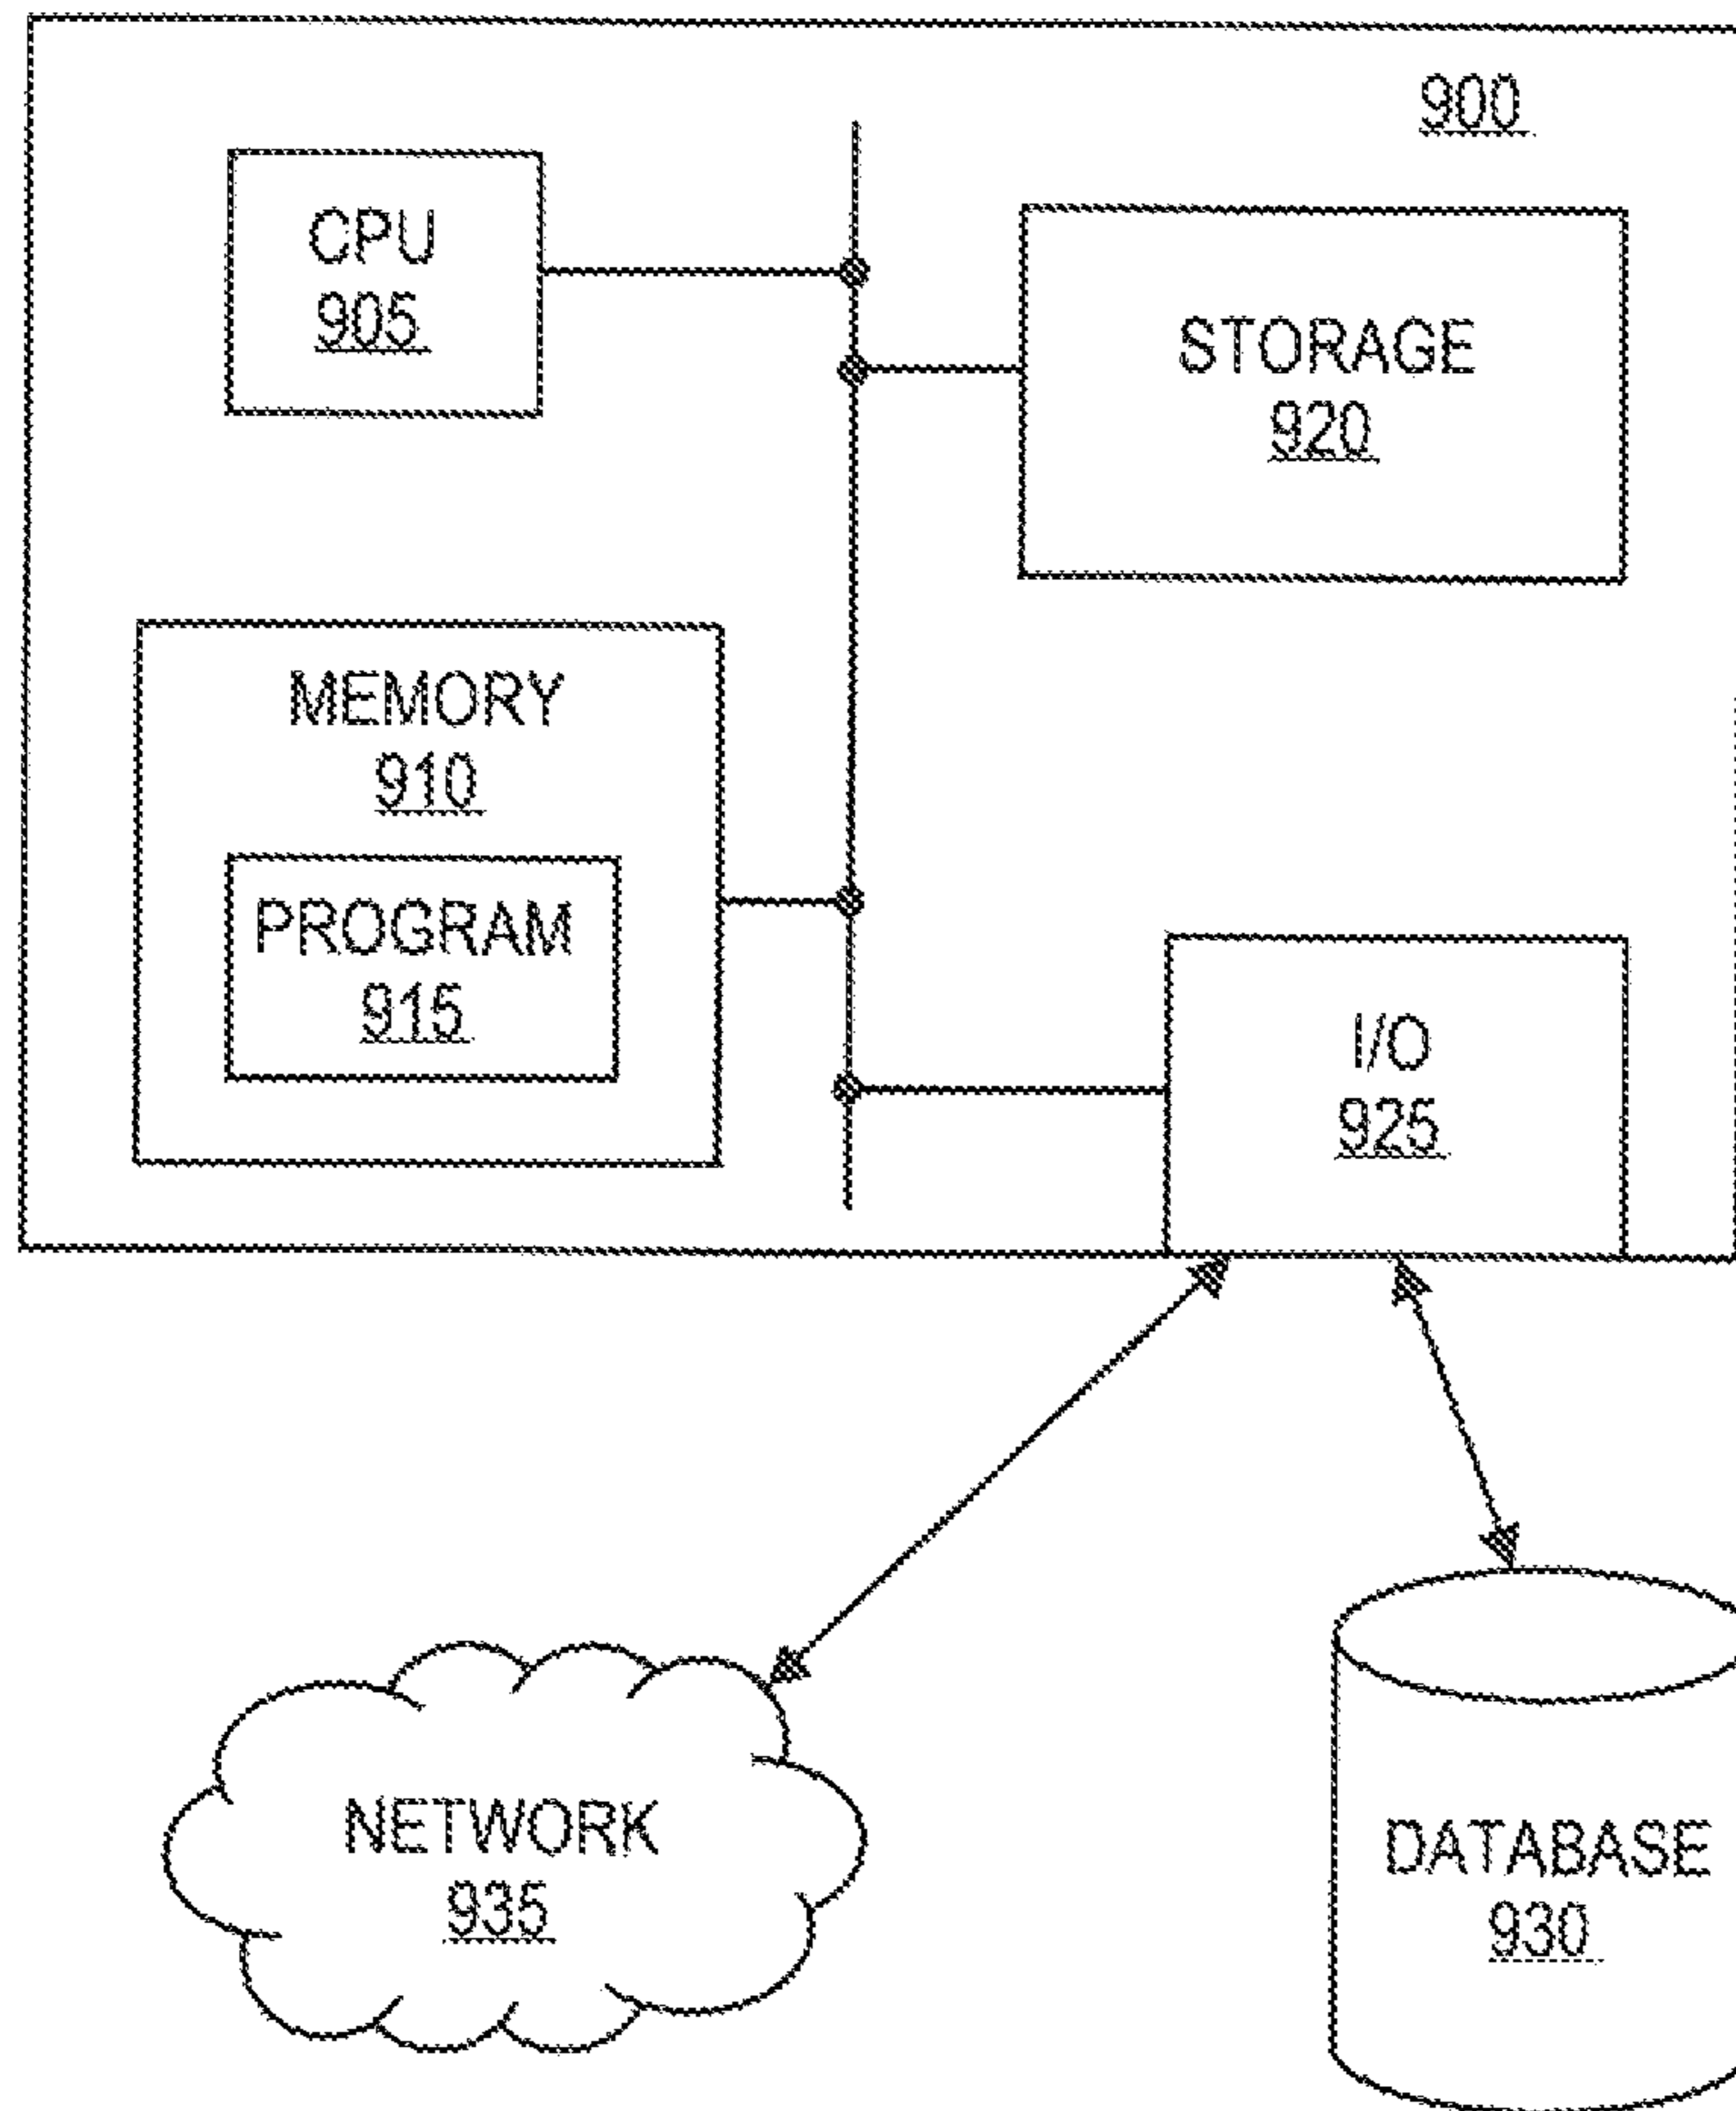 900
CPU
905
STORAGE
920
MEMORY
910
PROGRAM
915
I/O
925
NETWORK
935
DATABASE
930